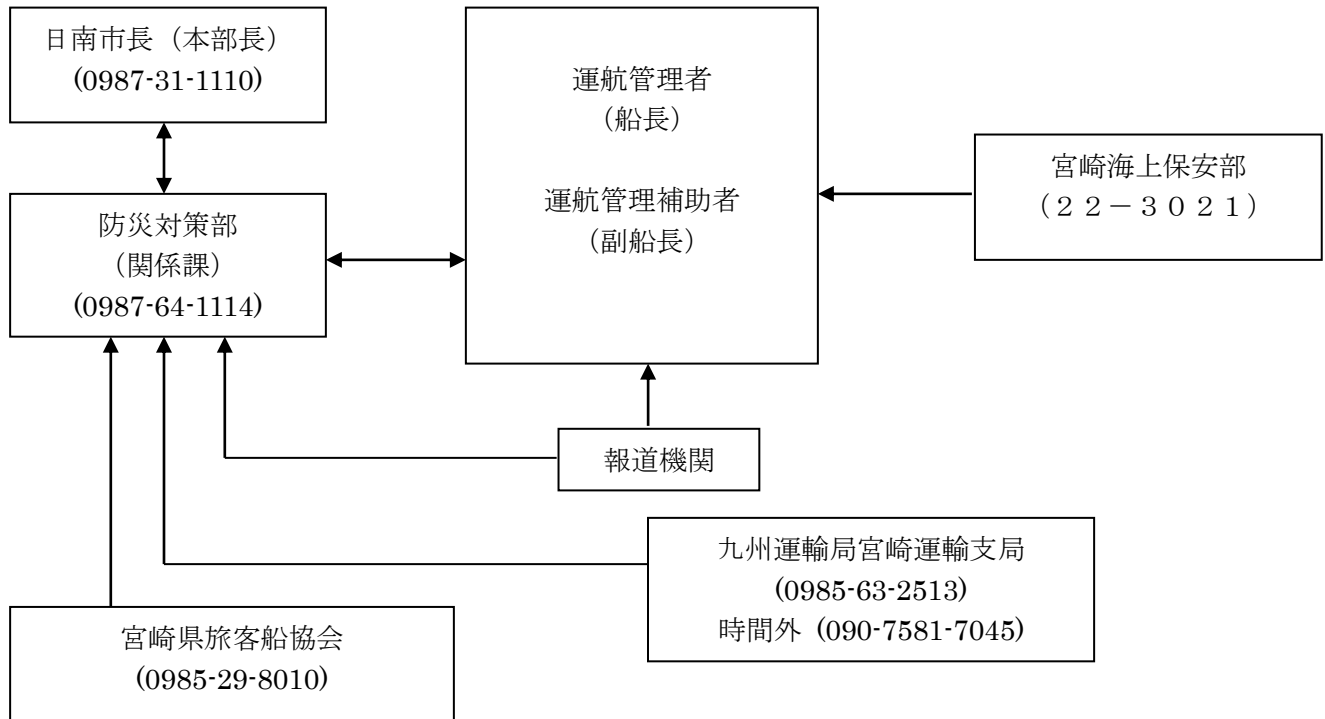 日南市長（本部長）
(0987-31-1110)
運航管理者
（船長）
運航管理補助者
（副船長）
宮崎海上保安部
（２２－３０２１）
防災対策部
（関係課）
(0987-64-1114)
報道機関
九州運輸局宮崎運輸支局
(0985-63-2513)
時間外 (090-7581-7045)
宮崎県旅客船協会
(0985-29-8010)